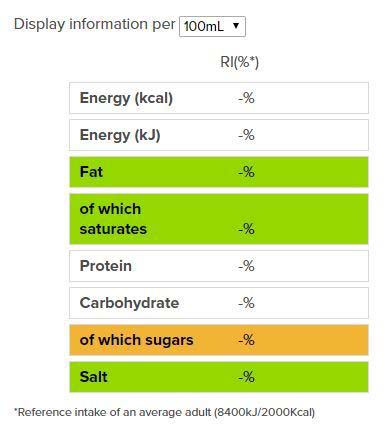 Display information per 100mL ▼
RI(%*)
Energy (kcal) -%
Energy (kJ) -%
Fat -%
of which
saturates -%
Protein -%
Carbohydrate -%
of which sugars -%
Salt -%
*Reference intake of an average adult (8400kJ/2000Kcal)